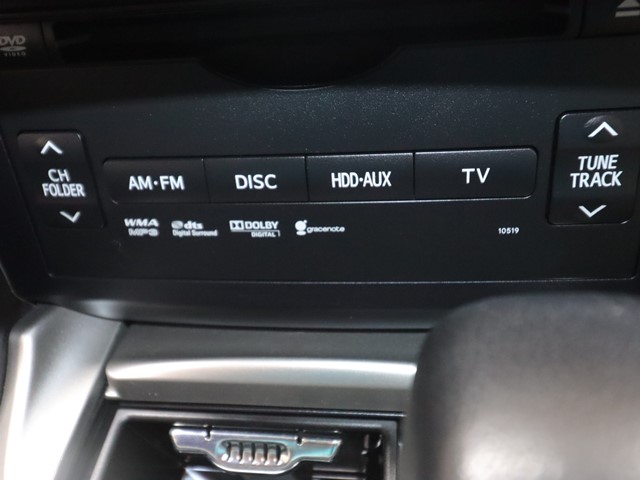 DVD
VIDEO
CH
FOLDER
AM•FM
DISC
HDD•AUX
TV
TUNE
TRACK
WMA
MP3
dts
Digital Surround
DOLBY
DIGITAL
gracenote
10519